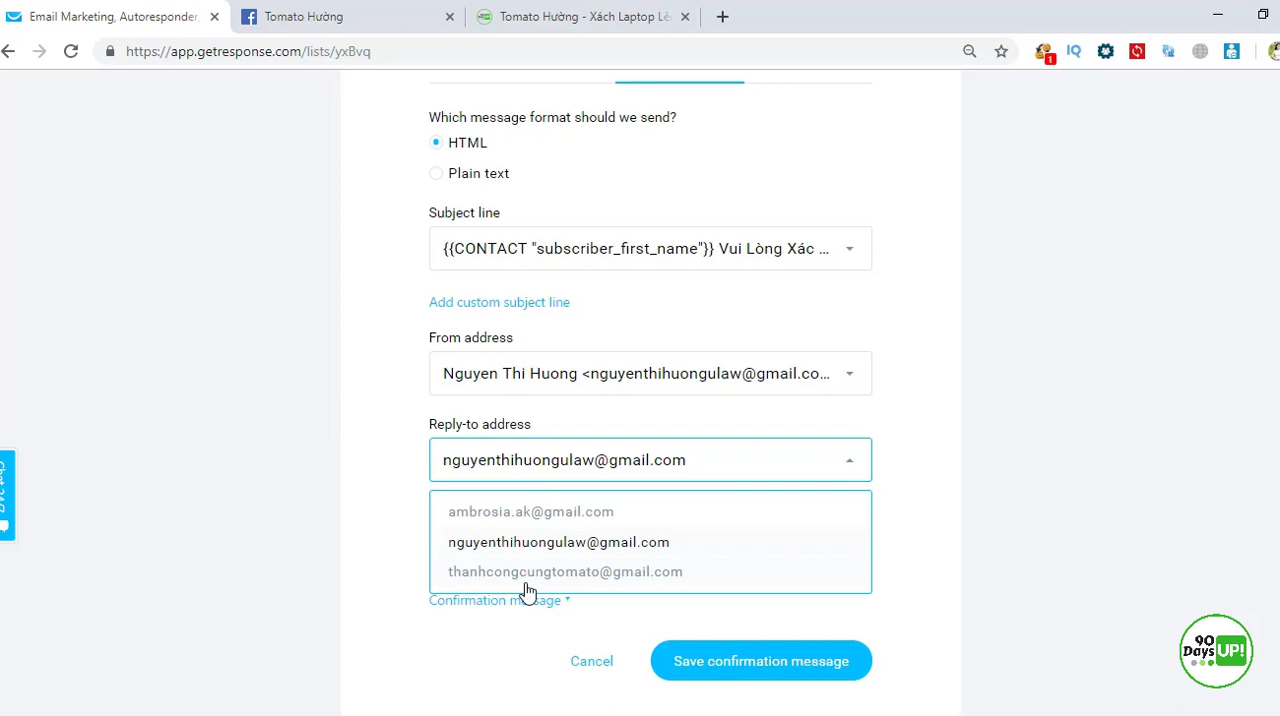 Email Marketing, Autoresponder,
Tomato Hường
Tomato Hường - Xách Laptop Lê
https://app.getresponse.com/lists/yxBvq
1
Which message format should we send?
HTML
Plain text
Subject line
{{CONTACT "subscriber_first_name"}} Vui Lòng Xác ...
Add custom subject line
From address
Nguyen Thi Huong <nguyenthihuongulaw@gmail.co...
Reply-to address
nguyenthihuongulaw@gmail.com
ambrosia.ak@gmail.com
nguyenthihuongulaw@gmail.com
thanhcongcungtomato@gmail.com
Confirmation message
Cancel
Save confirmation message
90
Days UP!